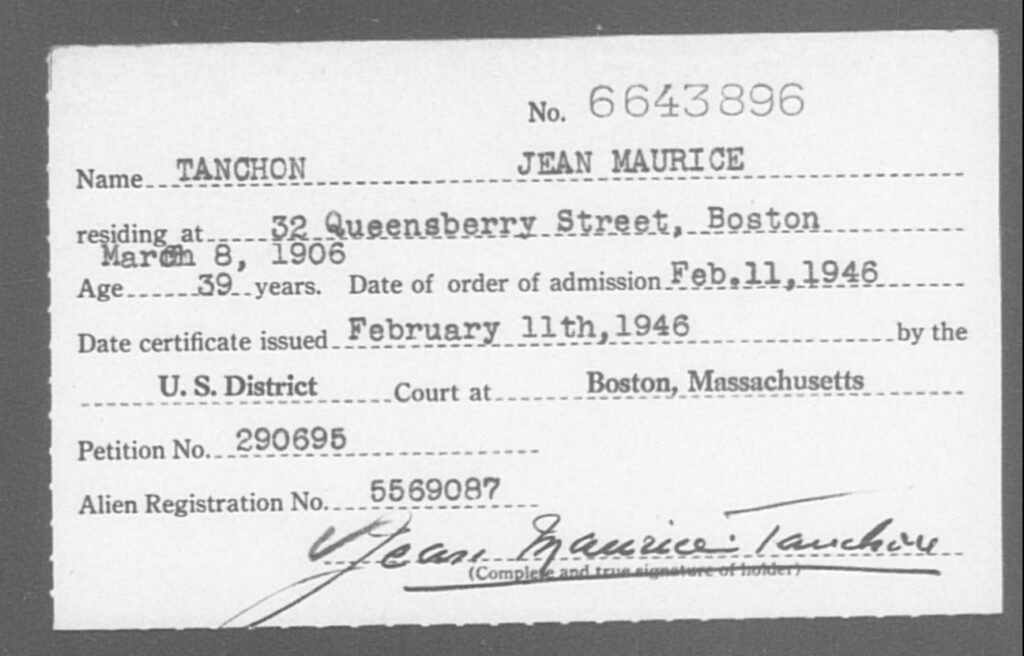 No. 6643896
Name TANCHON JEAN MAURICE
residing at 32 Queensberry Street, Boston
March 8, 1906
Age 39 years. Date of order of admission Feb.11,1946
Date certificate issued February 11th,1946 by the
U. S. District Court at Boston, Massachusetts
Petition No. 290695
Alien Registration No. 5569087
Jean Maurice Tanchon
(Complete and true signature of holder)